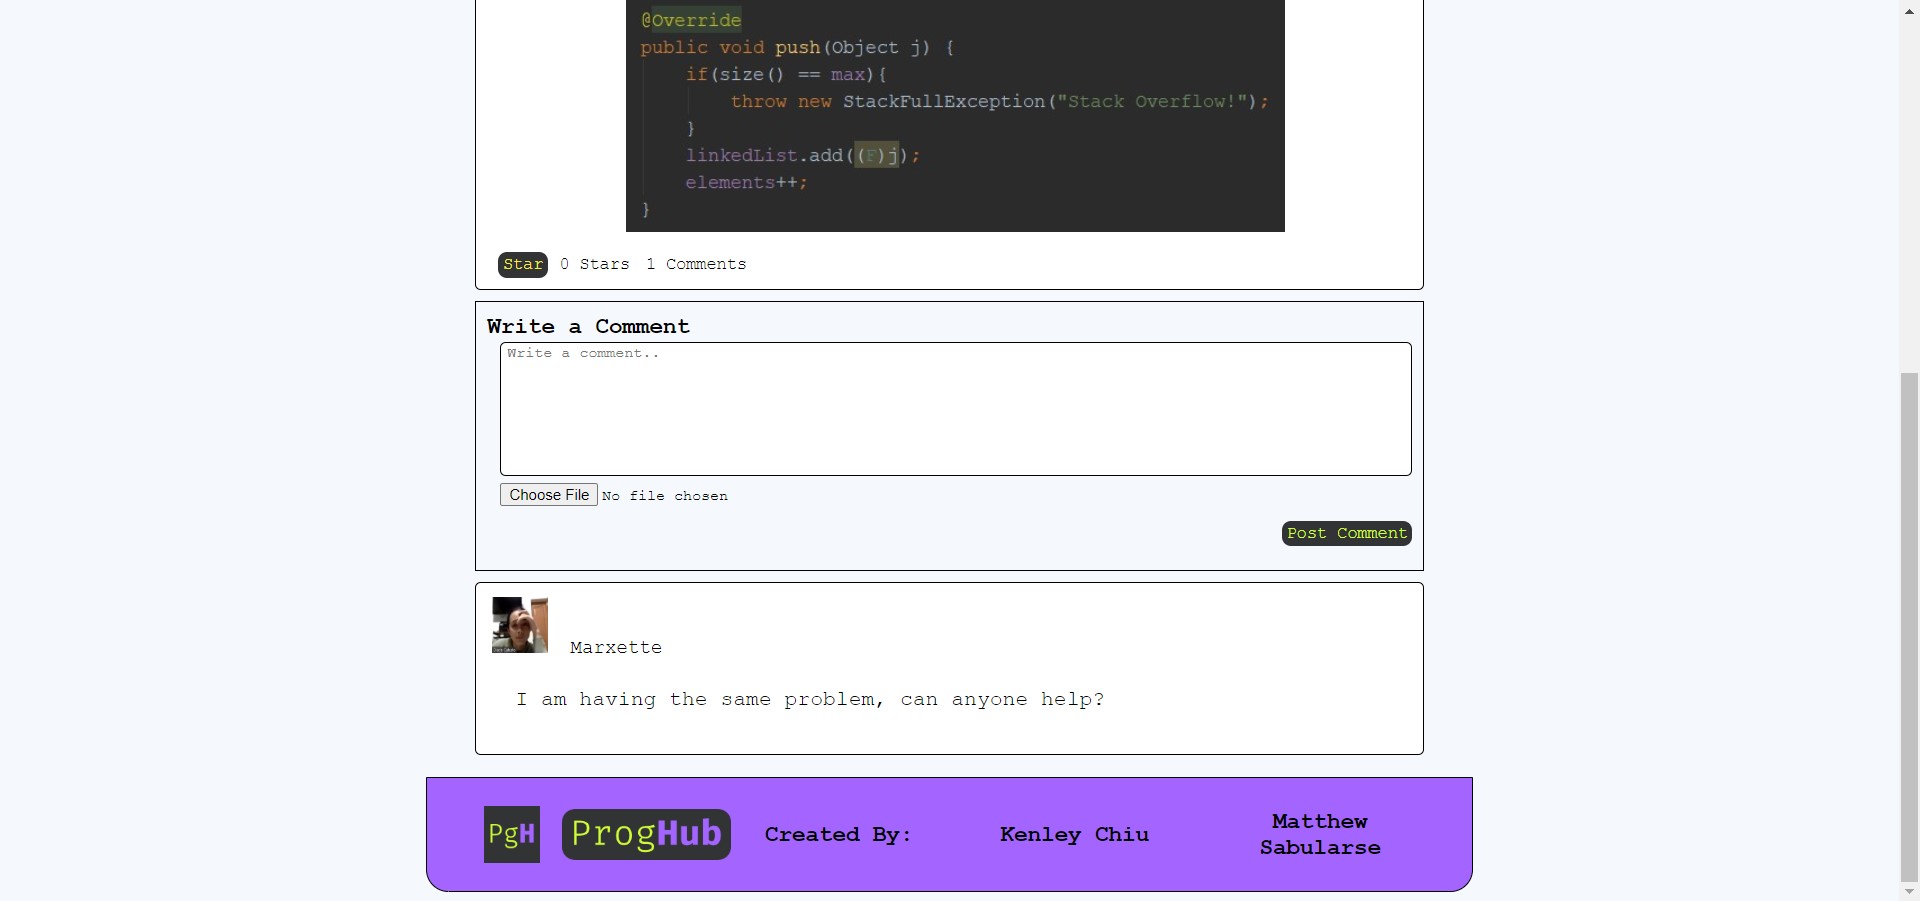 @Override
public void push(Object j) {
if(size() == max){
throw new StackFullException("Stack Overflow!");
}
linkedList.add((F)j);
elements++;
}
Star 0 Stars 1 Comments
Write a Comment
Write a comment..
Choose File No file chosen
Post Comment
Marxette
I am having the same problem, can anyone help?
PgH ProgHub Created By: Kenley Chiu Matthew
Sabularse